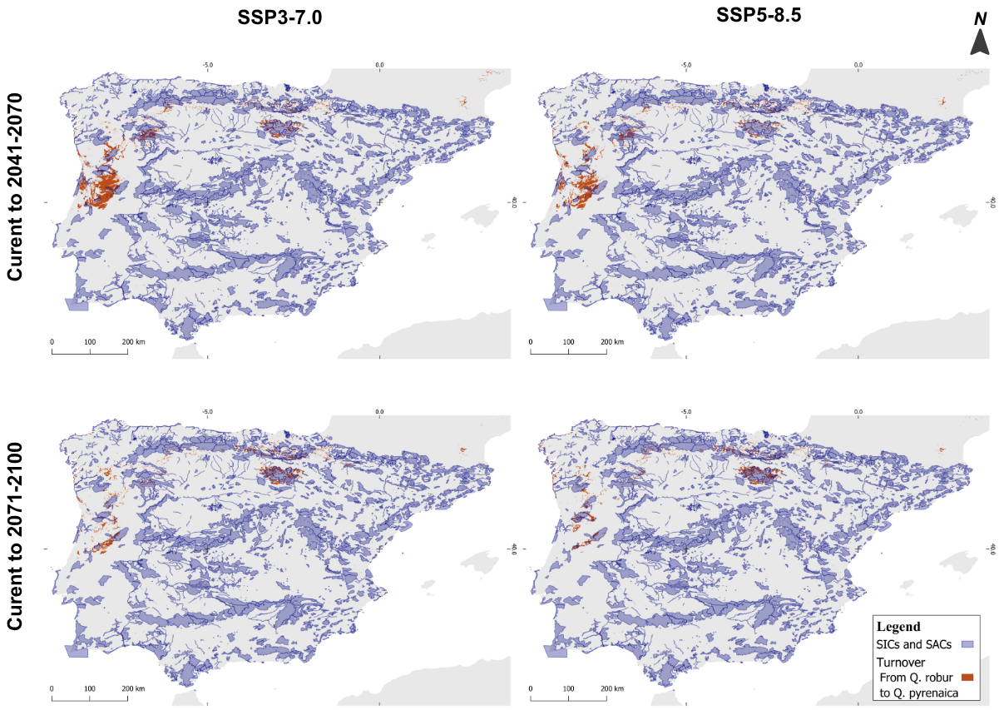 SSP3-7.0
SSP5-8.5
N
Curent to 2041-2070
-5.0
0.0
40.0
0 100 200 km
-5.0
0.0
40.0
0 100 200 km
Curent to 2071-2100
-5.0
0.0
40.0
0 100 200 km
-5.0
0.0
40.0
0 100 200 km
Legend
SICs and SACs
Turnover
From Q. robur
to Q. pyrenaica